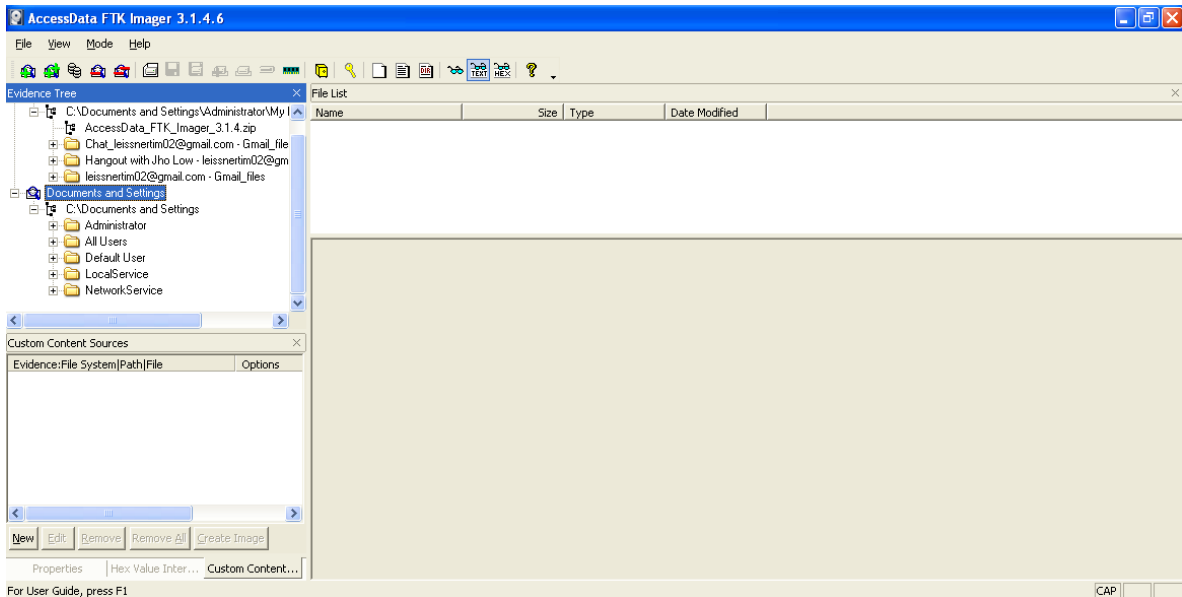 AccessData FTK Imager 3.1.4.6
File View Mode Help
TEXT HEX
Evidence Tree
C:\Documents and Settings\Administrator\My
AccessData_FTK_Imager_3.1.4.zip
Chat_leissnertim02@gmail.com - Gmail_file
Hangout with Jho Low - leissnertim02@gm
leissnertim02@gmail.com - Gmail_files
Documents and Settings
C:\Documents and Settings
Administrator
All Users
Default User
LocalService
NetworkService
File List
Name Size Type Date Modified
Custom Content Sources
Evidence:File System|Path|File Options
New Edit Remove Remove All Create Image
Properties Hex Value Inter... Custom Content...
For User Guide, press F1 CAP